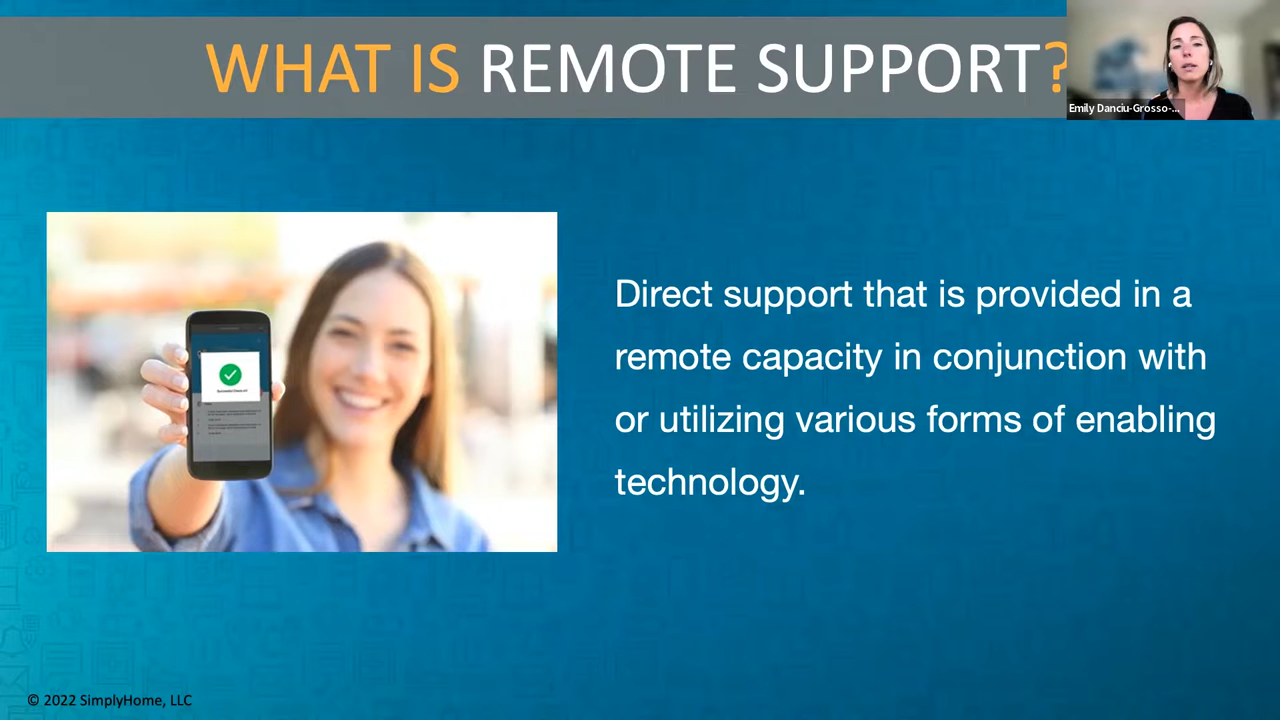 WHAT IS REMOTE SUPPORT?
Emily Danciu-Grosso-...
Direct support that is provided in a
remote capacity in conjunction with
or utilizing various forms of enabling
technology.
© 2022 SimplyHome, LLC